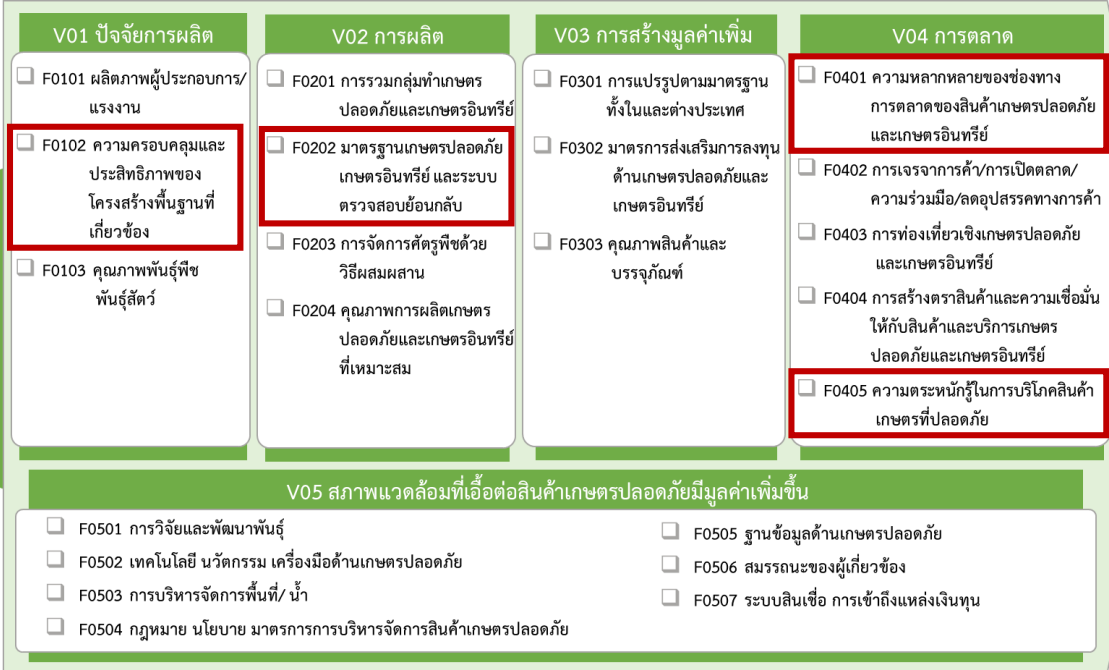 V01 ปัจจัยการผลิต
F0101 ผลิตภาพผู้ประกอบการ/
แรงงาน
F0102 ความครอบคลุมและ
ประสิทธิภาพของ
โครงสร้างพื้นฐานที่
เกี่ยวข้อง
F0103 คุณภาพพันธุ์พืช
พันธุ์สัตว์
V02 การผลิต
F0201 การรวมกลุ่มทำเกษตร
ปลอดภัยและเกษตรอินทรีย์
F0202 มาตรฐานเกษตรปลอดภัย
เกษตรอินทรีย์ และระบบ
ตรวจสอบย้อนกลับ
F0203 การจัดการศัตรูพืชด้วย
วิธีผสมผสาน
F0204 คุณภาพการผลิตเกษตร
ปลอดภัยและเกษตรอินทรีย์
ที่เหมาะสม
V03 การสร้างมูลค่าเพิ่ม
F0301 การแปรรูปตามมาตรฐาน
ทั้งในและต่างประเทศ
F0302 มาตรการส่งเสริมการลงทุน
ด้านเกษตรปลอดภัยและ
เกษตรอินทรีย์
F0303 คุณภาพสินค้าและ
บรรจุภัณฑ์
V04 การตลาด
F0401 ความหลากหลายของช่องทาง
การตลาดของสินค้าเกษตรปลอดภัย
และเกษตรอินทรีย์
F0402 การเจรจาการค้า/การเปิดตลาด/
ความร่วมมือ/ลดอุปสรรคทางการค้า
F0403 การท่องเที่ยวเชิงเกษตรปลอดภัย
และเกษตรอินทรีย์
F0404 การสร้างตราสินค้าและความเชื่อมั่น
ให้กับสินค้าและบริการเกษตร
ปลอดภัยและเกษตรอินทรีย์
F0405 ความตระหนักรู้ในการบริโภคสินค้า
เกษตรที่ปลอดภัย
V05 สภาพแวดล้อมที่เอื้อต่อสินค้าเกษตรปลอดภัยมีมูลค่าเพิ่มขึ้น
F0501 การวิจัยและพัฒนาพันธุ์
F0502 เทคโนโลยี นวัตกรรม เครื่องมือด้านเกษตรปลอดภัย
F0503 การบริหารจัดการพื้นที่/ น้ำ
F0504 กฎหมาย นโยบาย มาตรการการบริหารจัดการสินค้าเกษตรปลอดภัย
F0505 ฐานข้อมูลด้านเกษตรปลอดภัย
F0506 สมรรถนะของผู้เกี่ยวข้อง
F0507 ระบบสินเชื่อ การเข้าถึงแหล่งเงินทุน